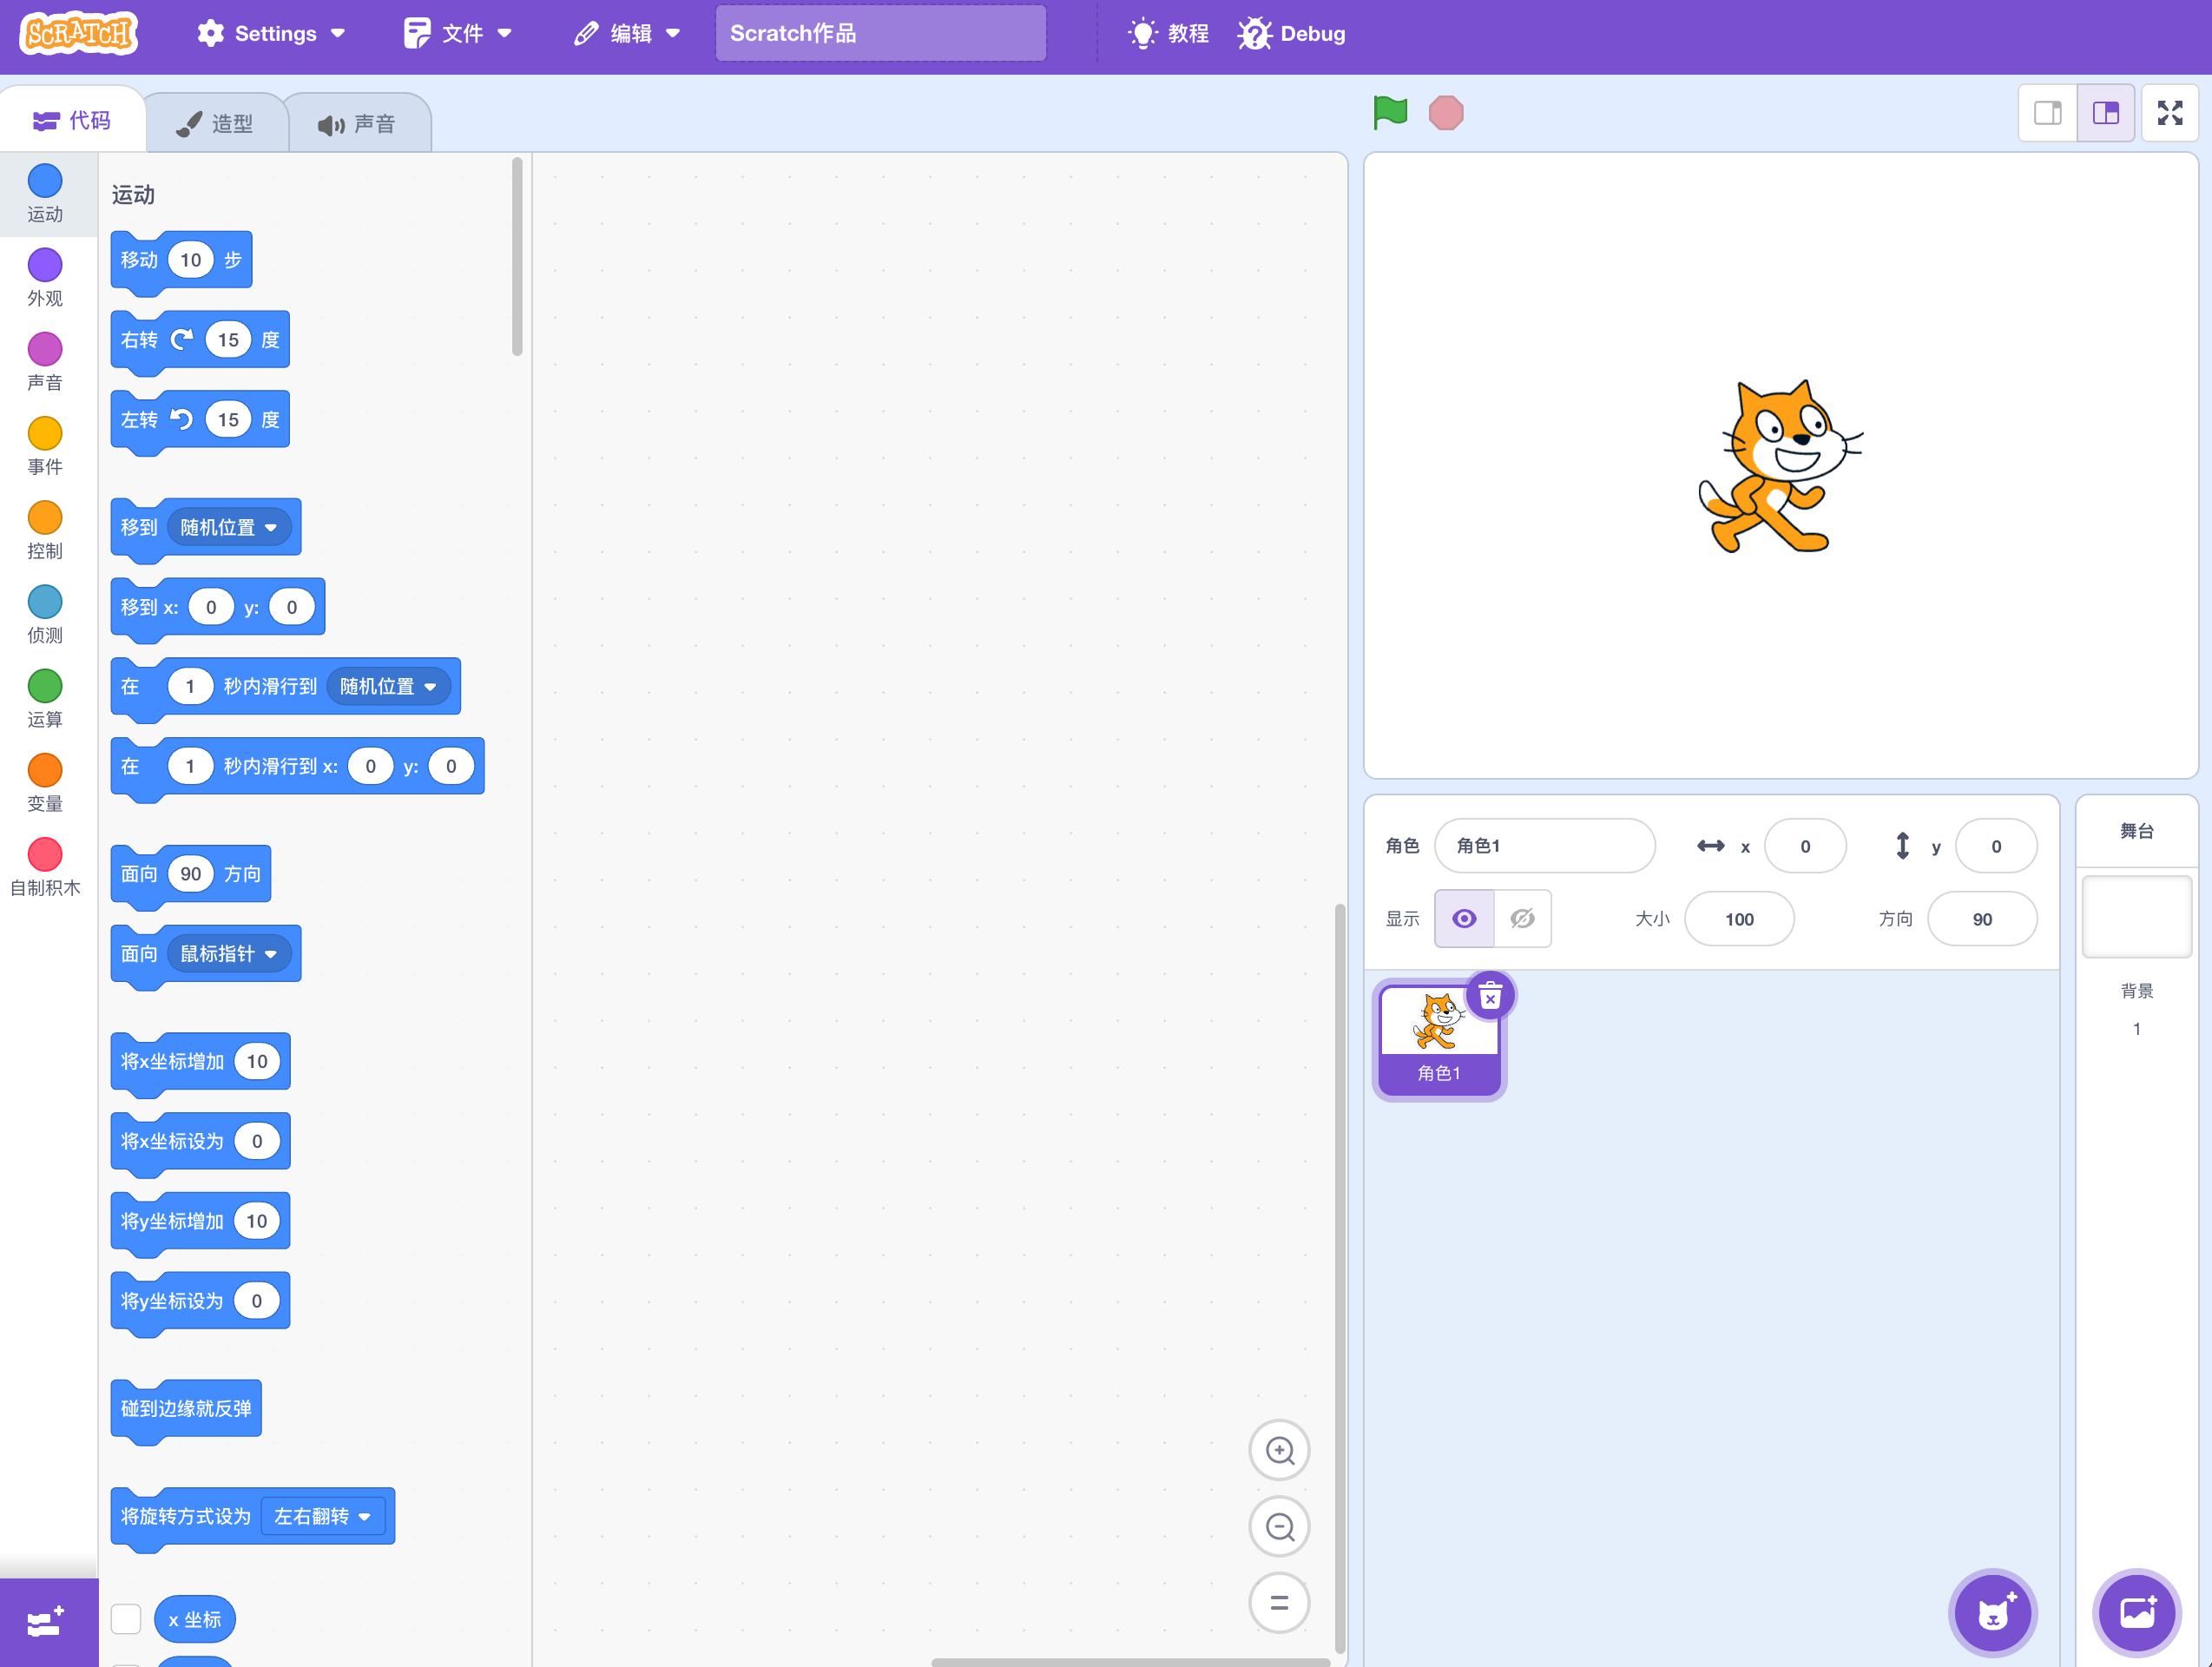 SCRATCH Settings 文件 编辑 Scratch作品 教程 Debug
代码 造型 声音
运动
外观
声音
事件
控制
侦测
运算
变量
自制积木
运动
移动 10 步
右转 15 度
左转 15 度
移到 随机位置
移到 x: 0 y: 0
在 1 秒内滑行到 随机位置
在 1 秒内滑行到 x: 0 y: 0
面向 90 方向
面向 鼠标指针
将x坐标增加 10
将x坐标设为 0
将y坐标增加 10
将y坐标设为 0
碰到边缘就反弹
将旋转方式设为 左右翻转
x 坐标
角色 角色1 x 0 y 0
显示 大小 100 方向 90
角色1
舞台
背景
1